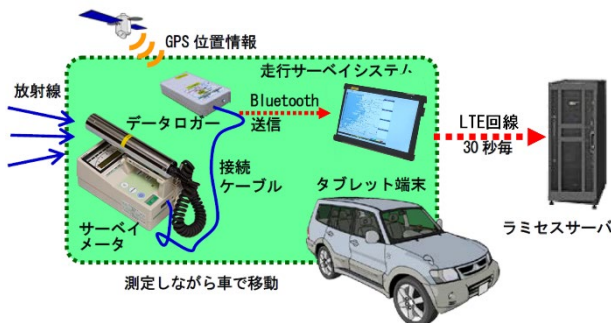 GPS 位置情報
放射線
走行サーベイシステム
データロガー
Bluetooth
送信
LTE回線
30 秒毎
接続
ケーブル
タブレット端末
サーベイ
メータ
ラミセスサーバ
測定しながら車で移動